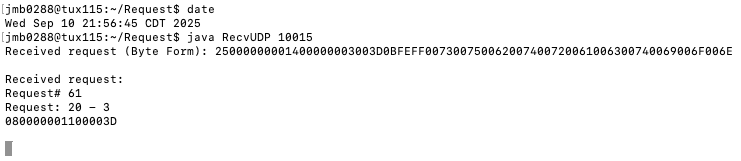 jmb0288@tux115:~/Request$ date
Wed Sep 10 21:56:45 CDT 2025
jmb0288@tux115:~/Request$ java RecvUDP 10015
Received request (Byte Form): 25000000001400000003003D0BFEFF007300750062007400720061006300740069006F006E
Received request:
Request# 61
Request: 20 - 3
080000001100003D